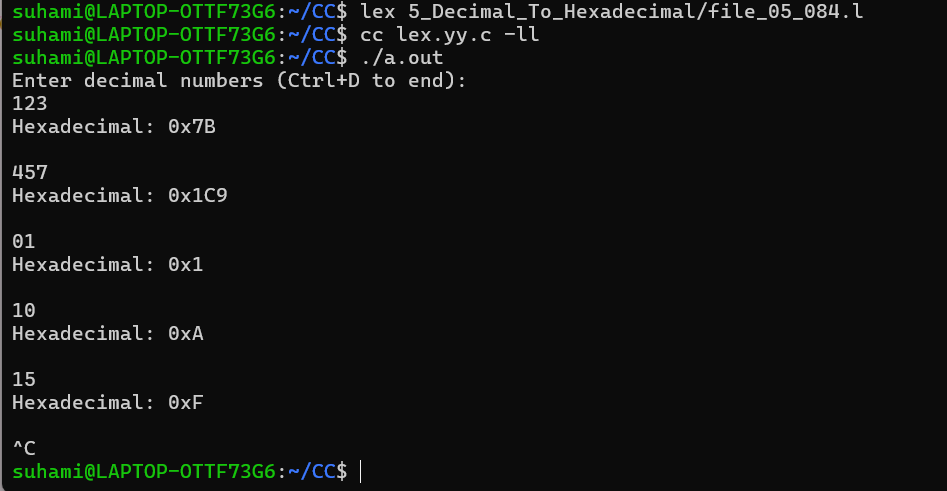 suhami@LAPTOP-OTTF73G6:~/CC$ lex 5_Decimal_To_Hexadecimal/file_05_084.l
suhami@LAPTOP-OTTF73G6:~/CC$ cc lex.yy.c -ll
suhami@LAPTOP-OTTF73G6:~/CC$ ./a.out
Enter decimal numbers (Ctrl+D to end):
123
Hexadecimal: 0x7B
457
Hexadecimal: 0x1C9
01
Hexadecimal: 0x1
10
Hexadecimal: 0xA
15
Hexadecimal: 0xF
^C
suhami@LAPTOP-OTTF73G6:~/CC$